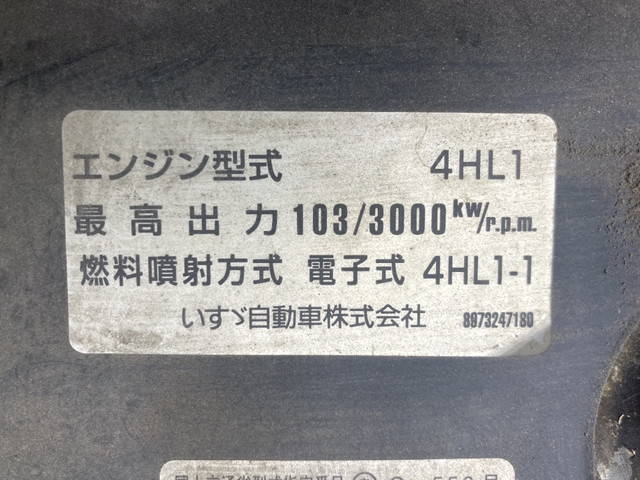 エンジン型式 4HL1
最高出力 103/3000 kw/r.p.m.
燃料噴射方式 電子式 4HL1-1
いすゞ自動車株式会社 8973247180